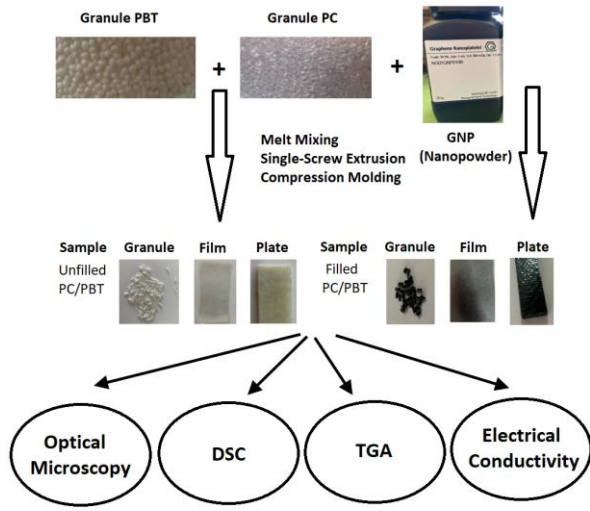 Granule PBT
Granule PC
+
+
Graphene Nanoplatelet
Melt Mixing
Single-Screw Extrusion
Compression Molding
GNP
(Nanopowder)
Sample Granule Film Plate
Unfilled
PC/PBT
Sample Granule Film Plate
Filled
PC/PBT
Optical
Microscopy
DSC
TGA
Electrical
Conductivity